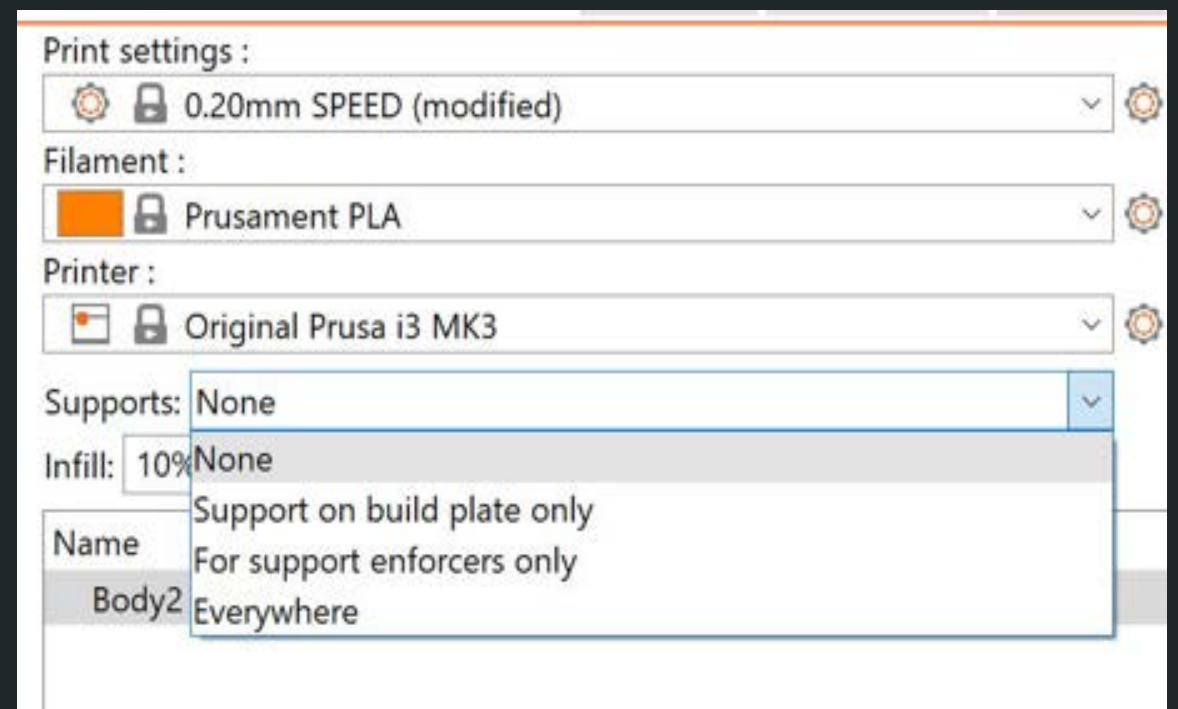 Print settings :
0.20mm SPEED (modified)
Filament :
Prusament PLA
Printer :
Original Prusa i3 MK3
Supports: None
Infill: 10% None
Support on build plate only
Name
For support enforcers only
Body2
Everywhere